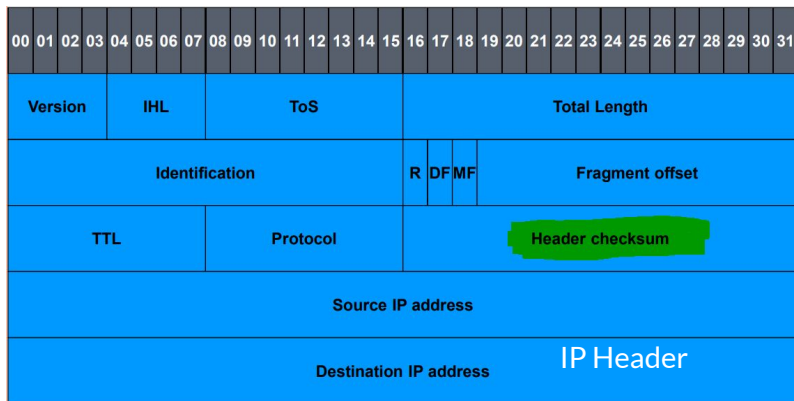 00 01 02 03 04 05 06 07 08 09 10 11 12 13 14 15 16 17 18 19 20 21 22 23 24 25 26 27 28 29 30 31
Version IHL ToS Total Length
Identification R DF MF Fragment offset
TTL Protocol Header checksum
Source IP address
IP Header
Destination IP address